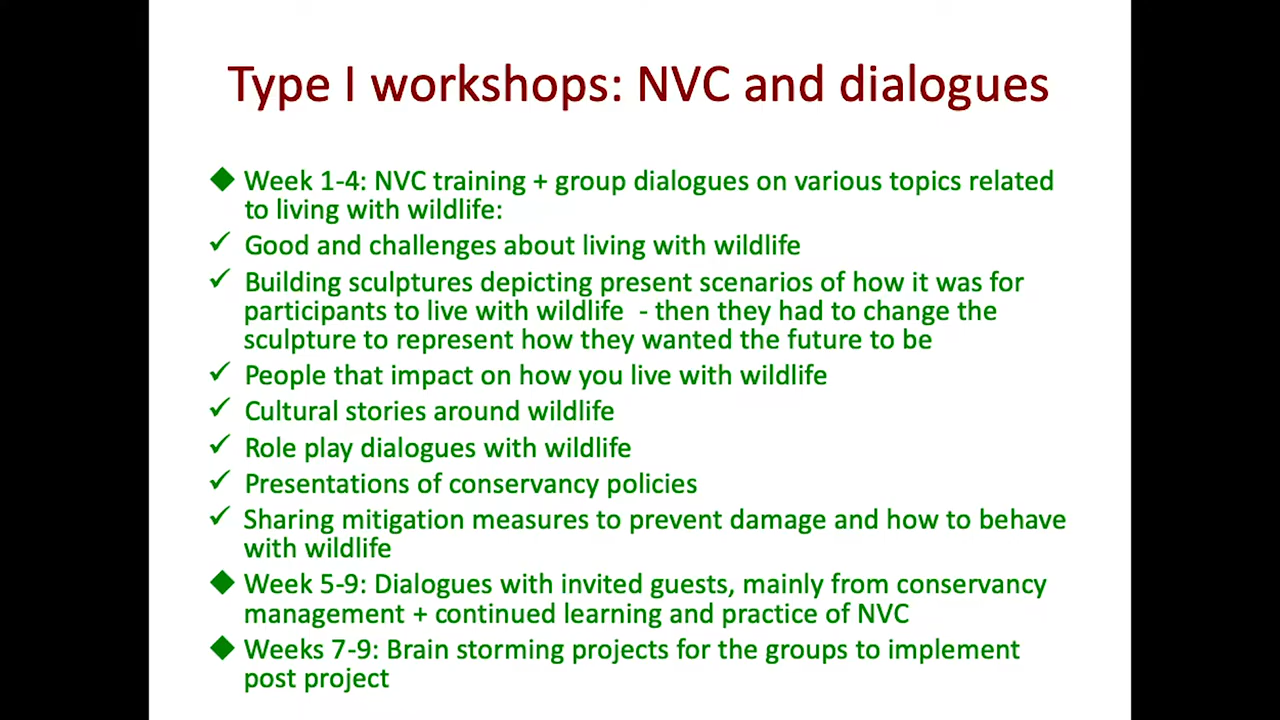 Type I workshops: NVC and dialogues
◆ Week 1-4: NVC training + group dialogues on various topics related
to living with wildlife:
✓ Good and challenges about living with wildlife
✓ Building sculptures depicting present scenarios of how it was for
participants to live with wildlife - then they had to change the
sculpture to represent how they wanted the future to be
✓ People that impact on how you live with wildlife
✓ Cultural stories around wildlife
✓ Role play dialogues with wildlife
✓ Presentations of conservancy policies
✓ Sharing mitigation measures to prevent damage and how to behave
with wildlife
◆ Week 5-9: Dialogues with invited guests, mainly from conservancy
management + continued learning and practice of NVC
◆ Weeks 7-9: Brain storming projects for the groups to implement
post project